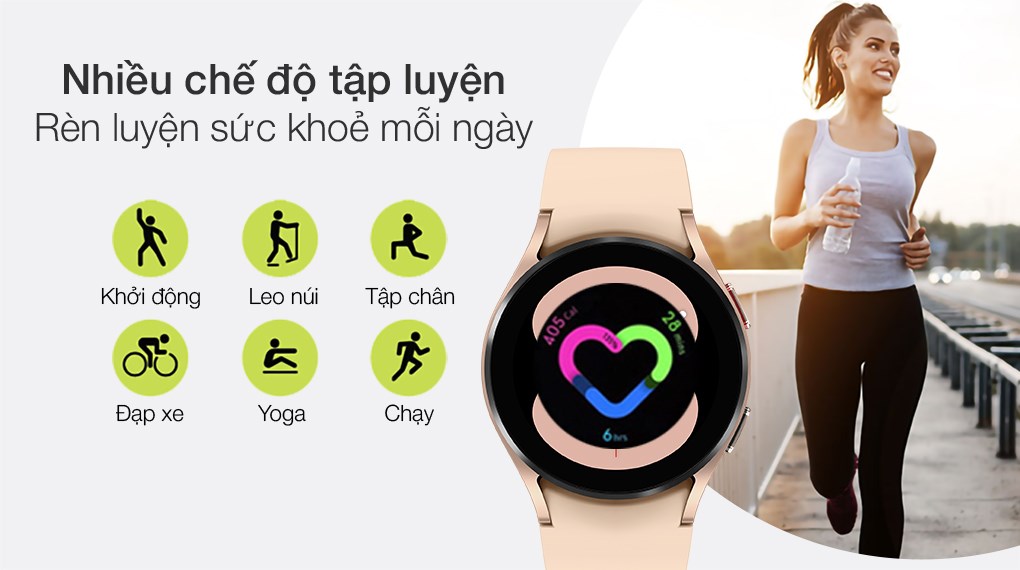 Nhiều chế độ tập luyện
Rèn luyện sức khoẻ mỗi ngày
Khởi động
Leo núi
Tập chân
Đạp xe
Yoga
Chạy
405 Cal
28 mins
6 hrs